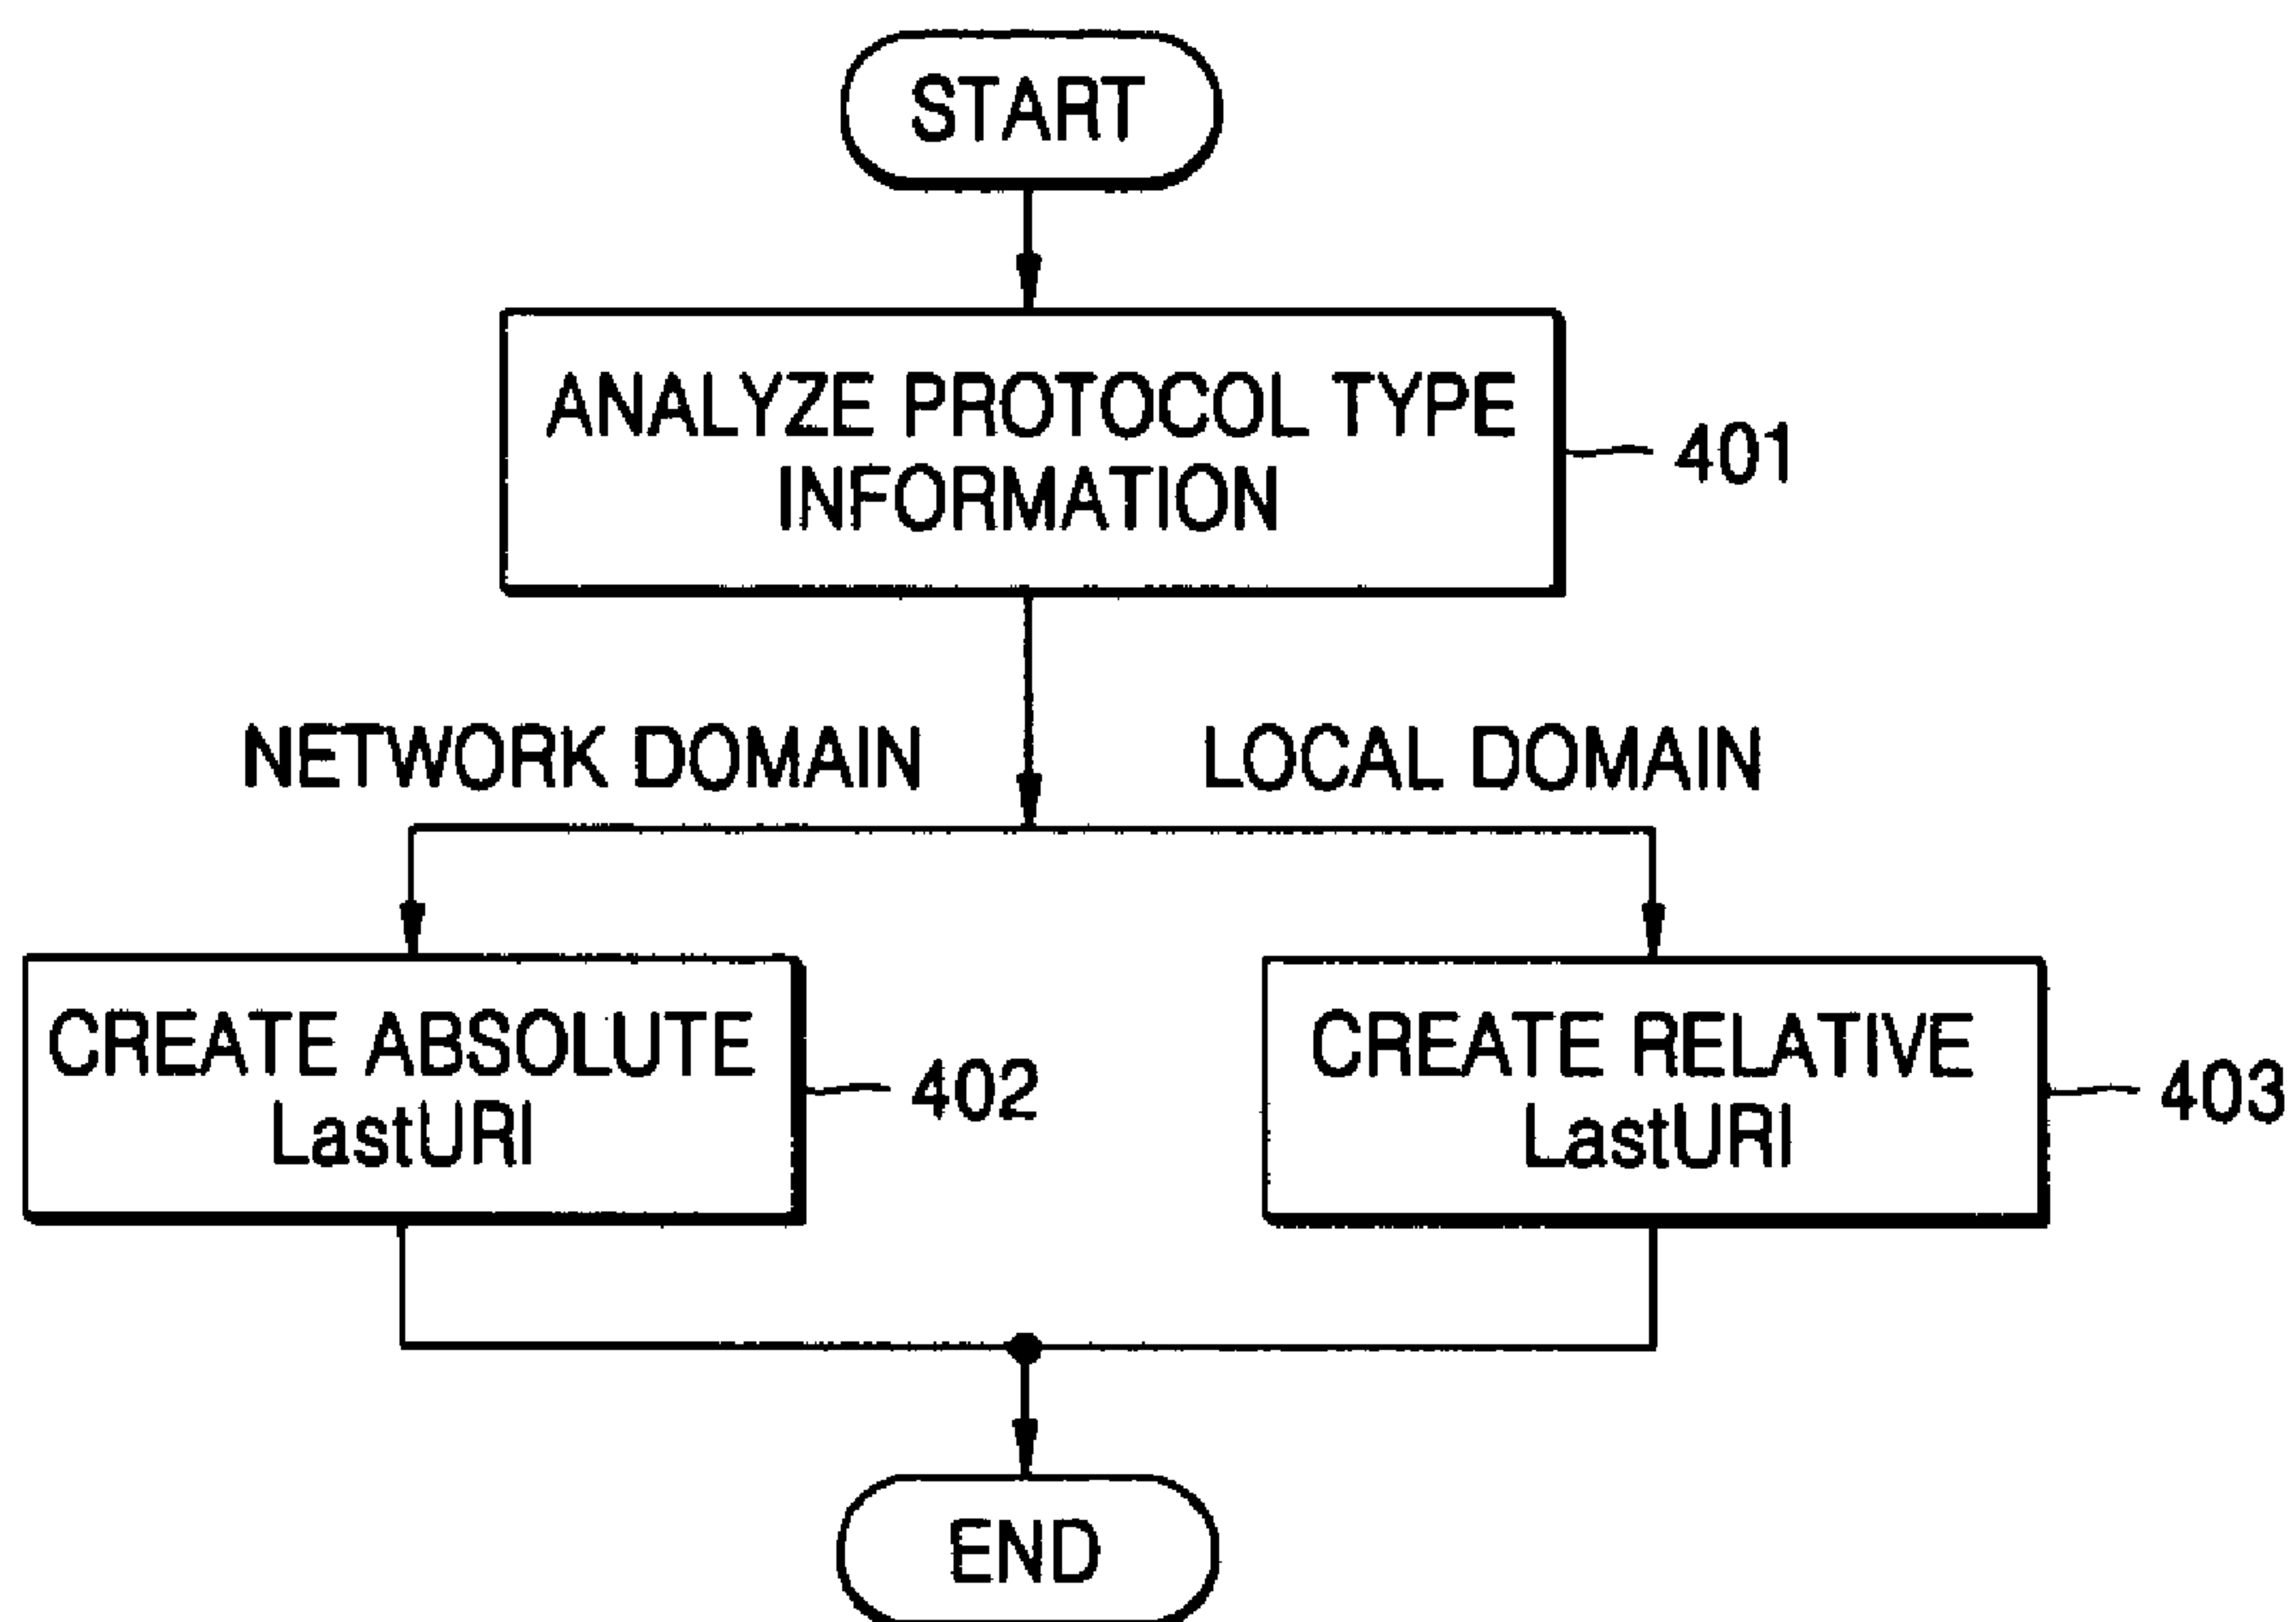 START
ANALYZE PROTOCOL TYPE
INFORMATION
401
NETWORK DOMAIN
LOCAL DOMAIN
CREATE ABSOLUTE
LastURI
402
CREATE RELATIVE
LastURI
403
END